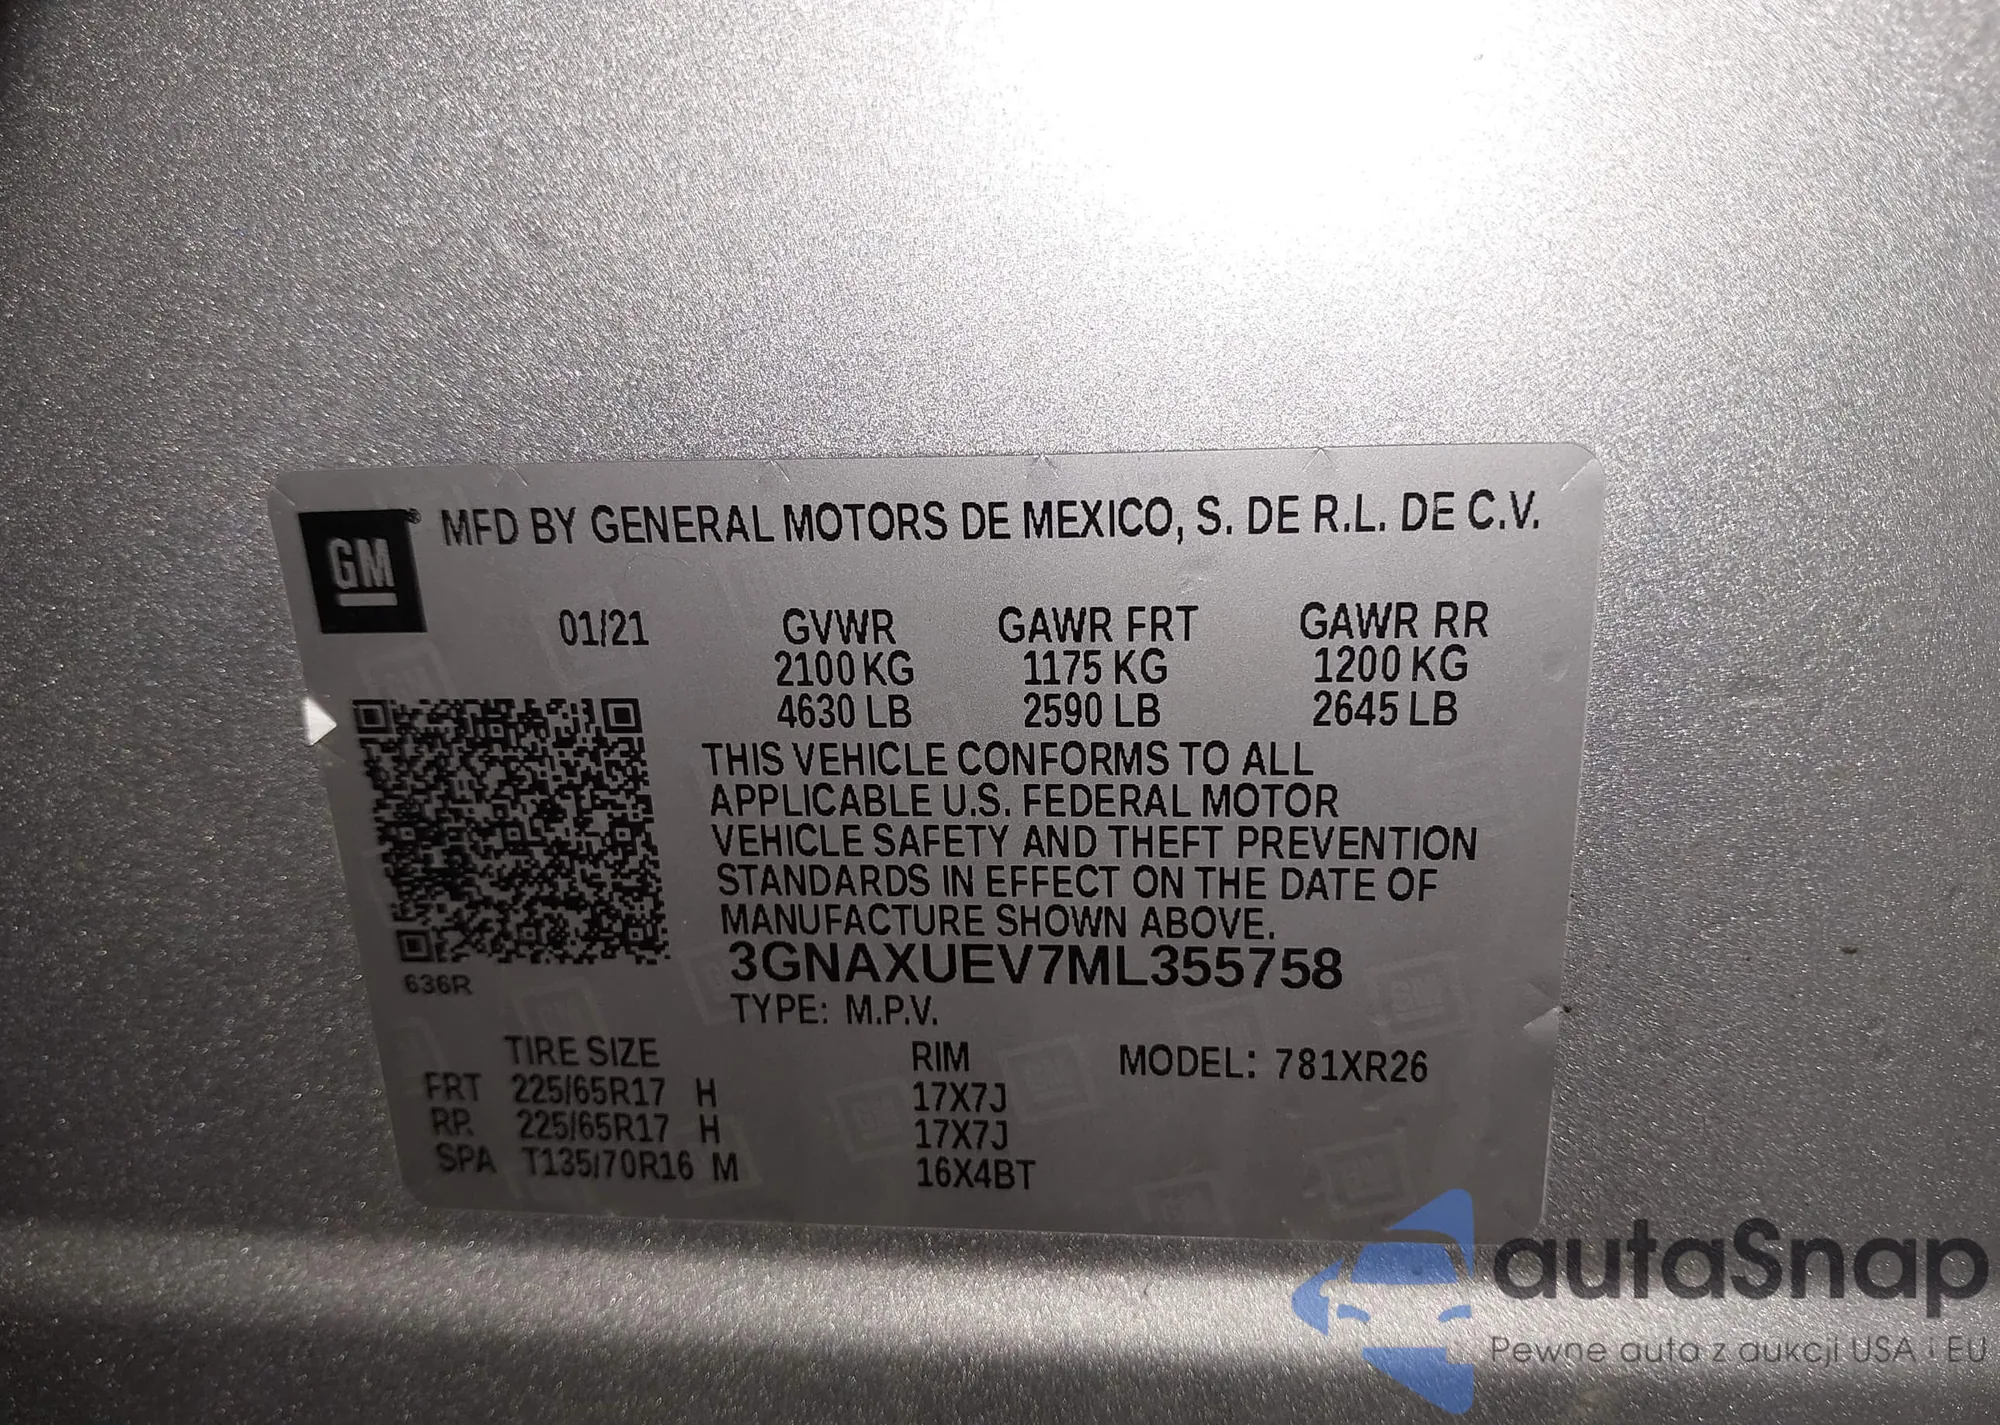 GM® MFD BY GENERAL MOTORS DE MEXICO, S. DE R.L. DE C.V.
01/21 GVWR GAWR FRT GAWR RR
2100 KG 1175 KG 1200 KG
4630 LB 2590 LB 2645 LB
THIS VEHICLE CONFORMS TO ALL
APPLICABLE U.S. FEDERAL MOTOR
VEHICLE SAFETY AND THEFT PREVENTION
STANDARDS IN EFFECT ON THE DATE OF
MANUFACTURE SHOWN ABOVE.
3GNAXUEV7ML355758
636R
TYPE: M.P.V.
TIRE SIZE RIM MODEL: 781XR26
FRT 225/65R17 H 17X7J
RR 225/65R17 H 17X7J
SPA T135/70R16 M 16X4BT
autaSnap
Pewne auta z aukcji USA i EU